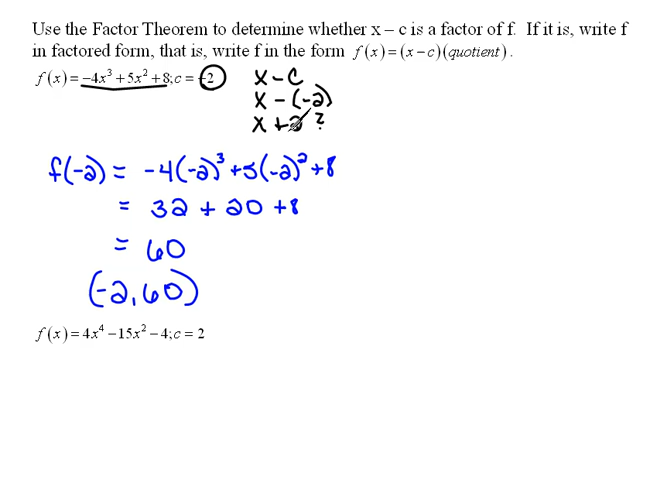 Use the Factor Theorem to determine whether x – c is a factor of f. If it is, write f
in factored form, that is, write f in the form f(x)=(x−c)(quotient).
f(x)=−4x³+5x²+8;c=−2
x − c
x − (−2)
x + 2 ?
f(−2) = −4(−2)³+5(−2)²+8
= 32 + 20 + 8
= 60
(−2,60)
f(x)=4x⁴−15x²−4;c=2